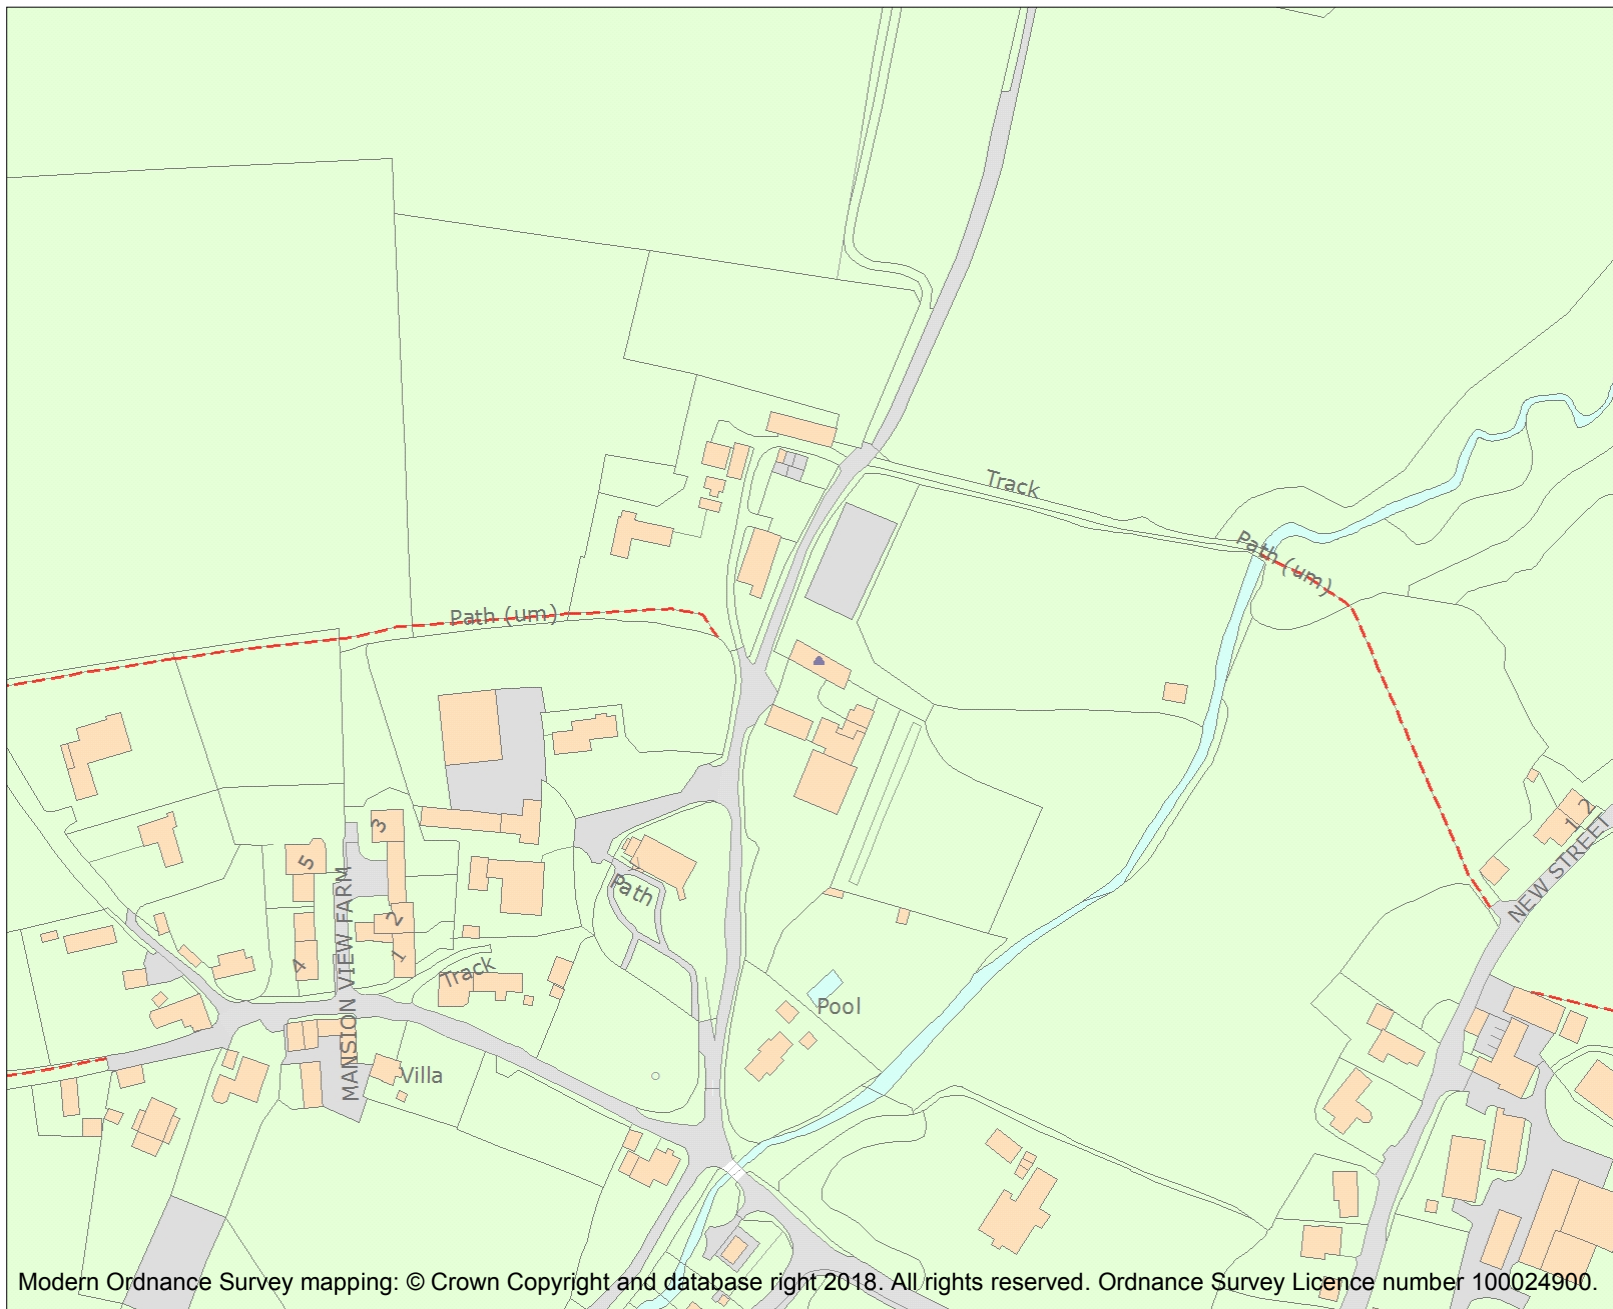 Track
Path (um)
Path (um)
1 2
NEW STREET
3
5
Path
2
1
4
MANSION VIEW FARM
Track
Pool
Villa
Modern Ordnance Survey mapping: © Crown Copyright and database right 2018. All rights reserved. Ordnance Survey Licence number 100024900.